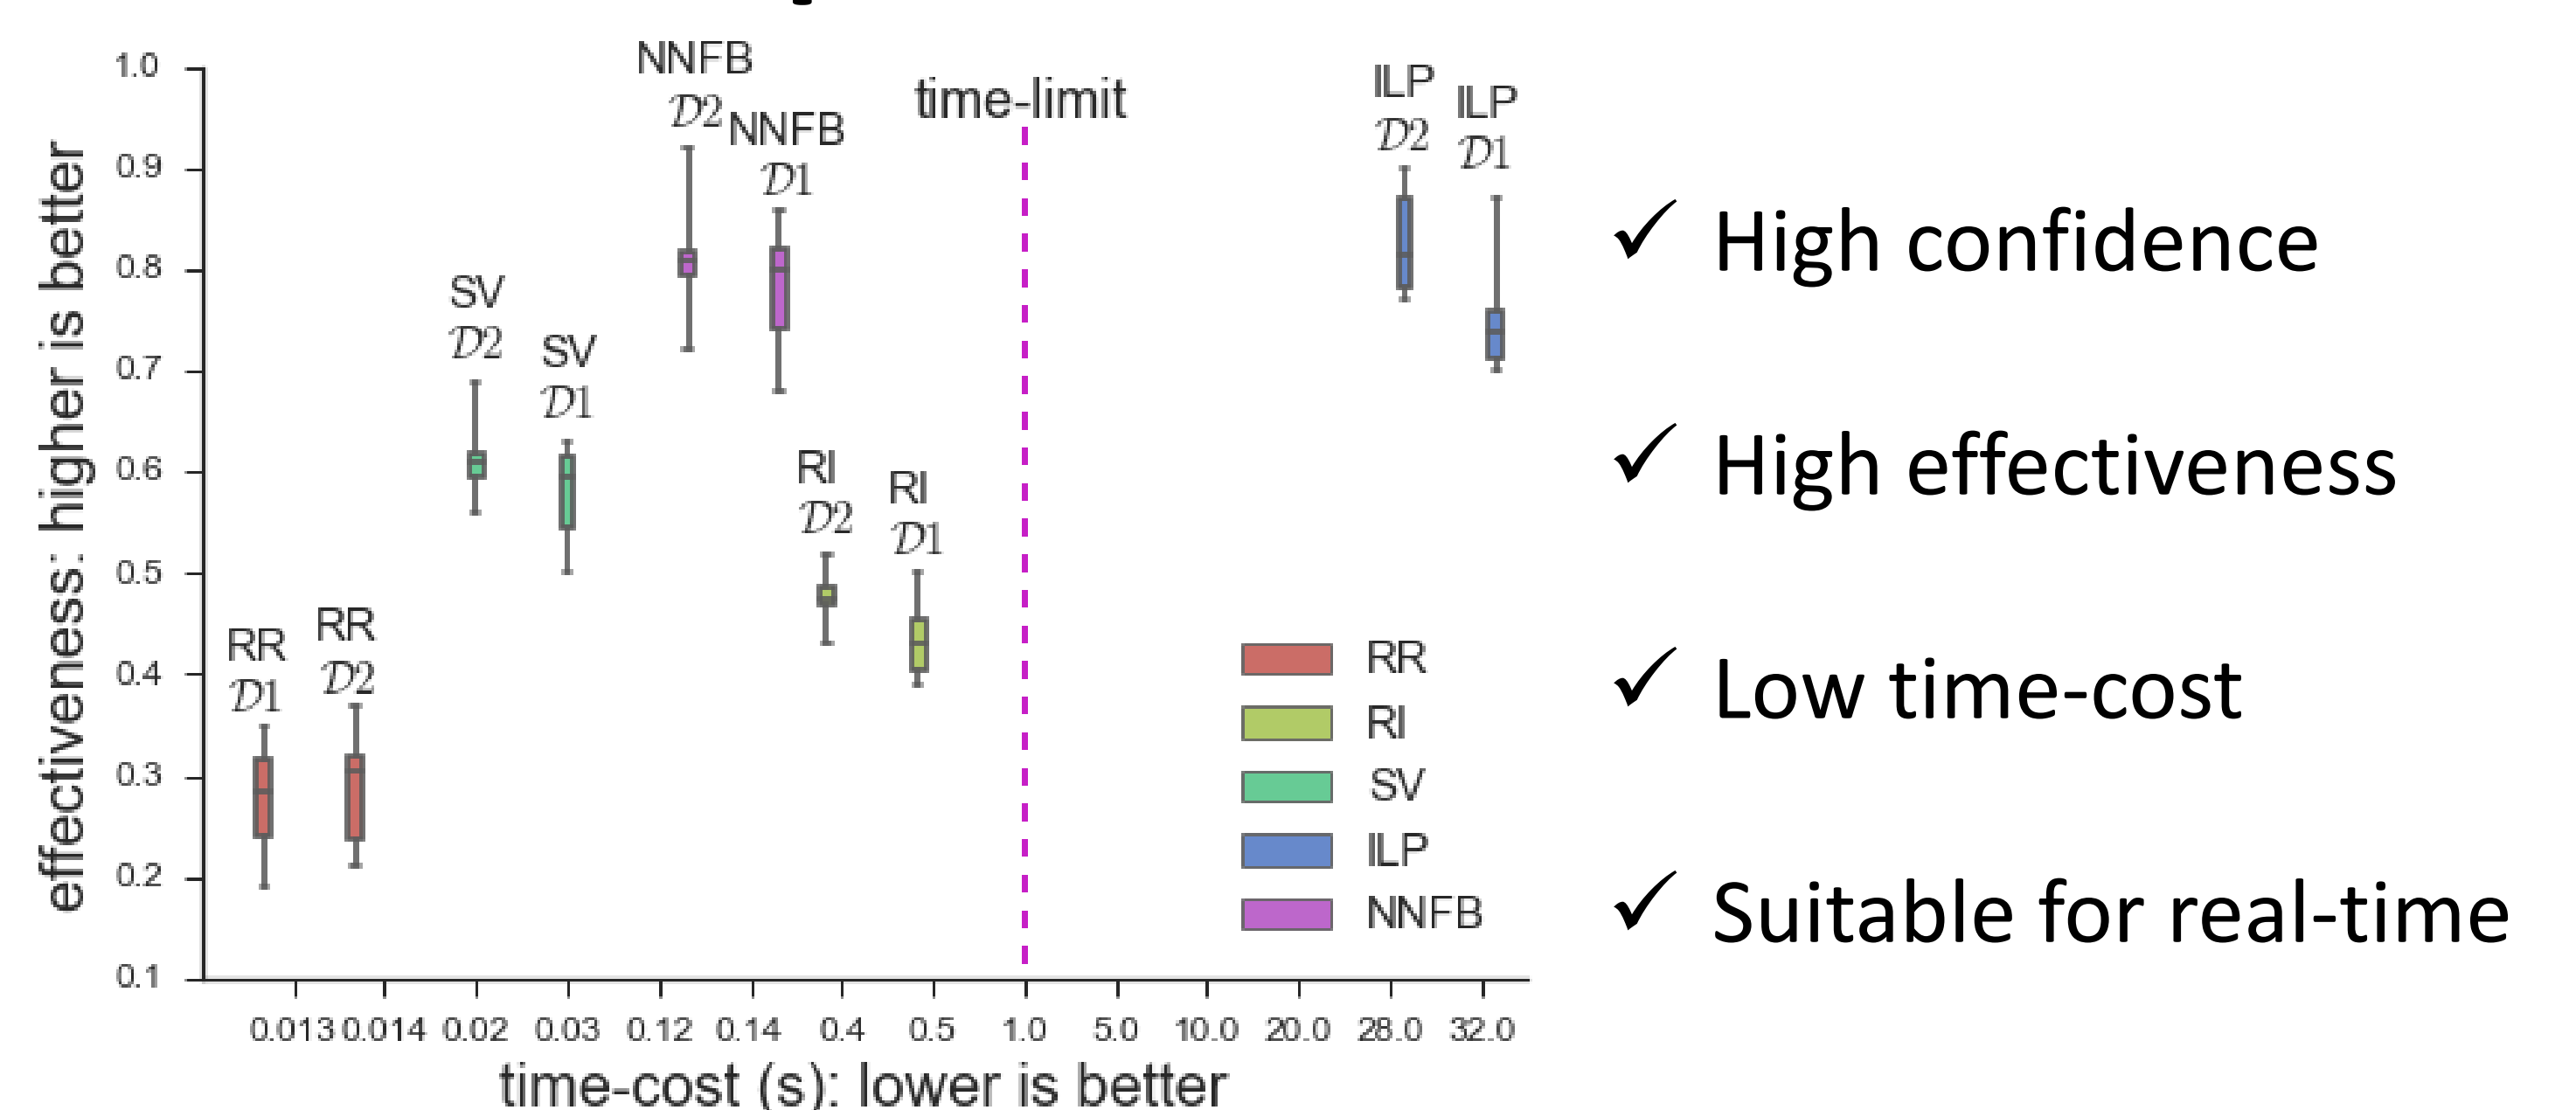 NNFB
D2
NNFB
D1
time-limit
ILP
D2
ILP
D1
SV
D2
SV
D1
RI
D2
RI
D1
RR
D1
RR
D2
1.0
0.9
0.8
0.7
0.6
0.5
0.4
0.3
0.2
0.1
effectiveness: higher is better
0.013 0.014 0.02 0.03 0.12 0.14 0.4 0.5 1.0 5.0 10.0 20.0 28.0 32.0
time-cost (s): lower is better
RR
RI
SV
ILP
NNFB
✓ High confidence
✓ High effectiveness
✓ Low time-cost
✓ Suitable for real-time